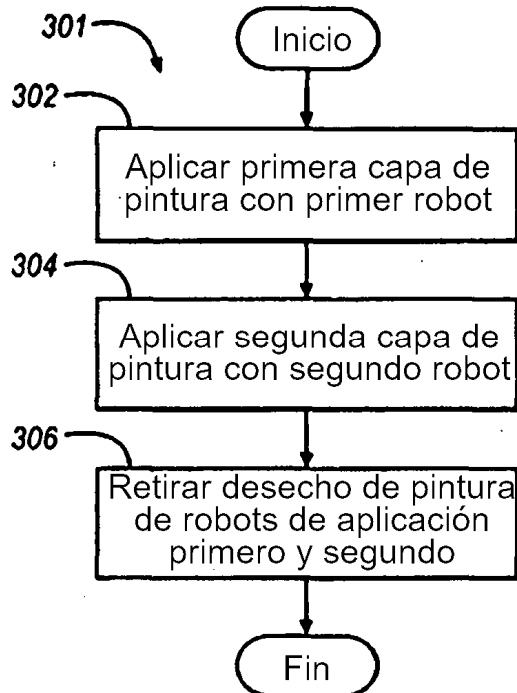 301
Inicio
302
Aplicar primera capa de
pintura con primer robot
304
Aplicar segunda capa de
pintura con segundo robot
306
Retirar desecho de pintura
de robots de aplicación
primero y segundo
Fin